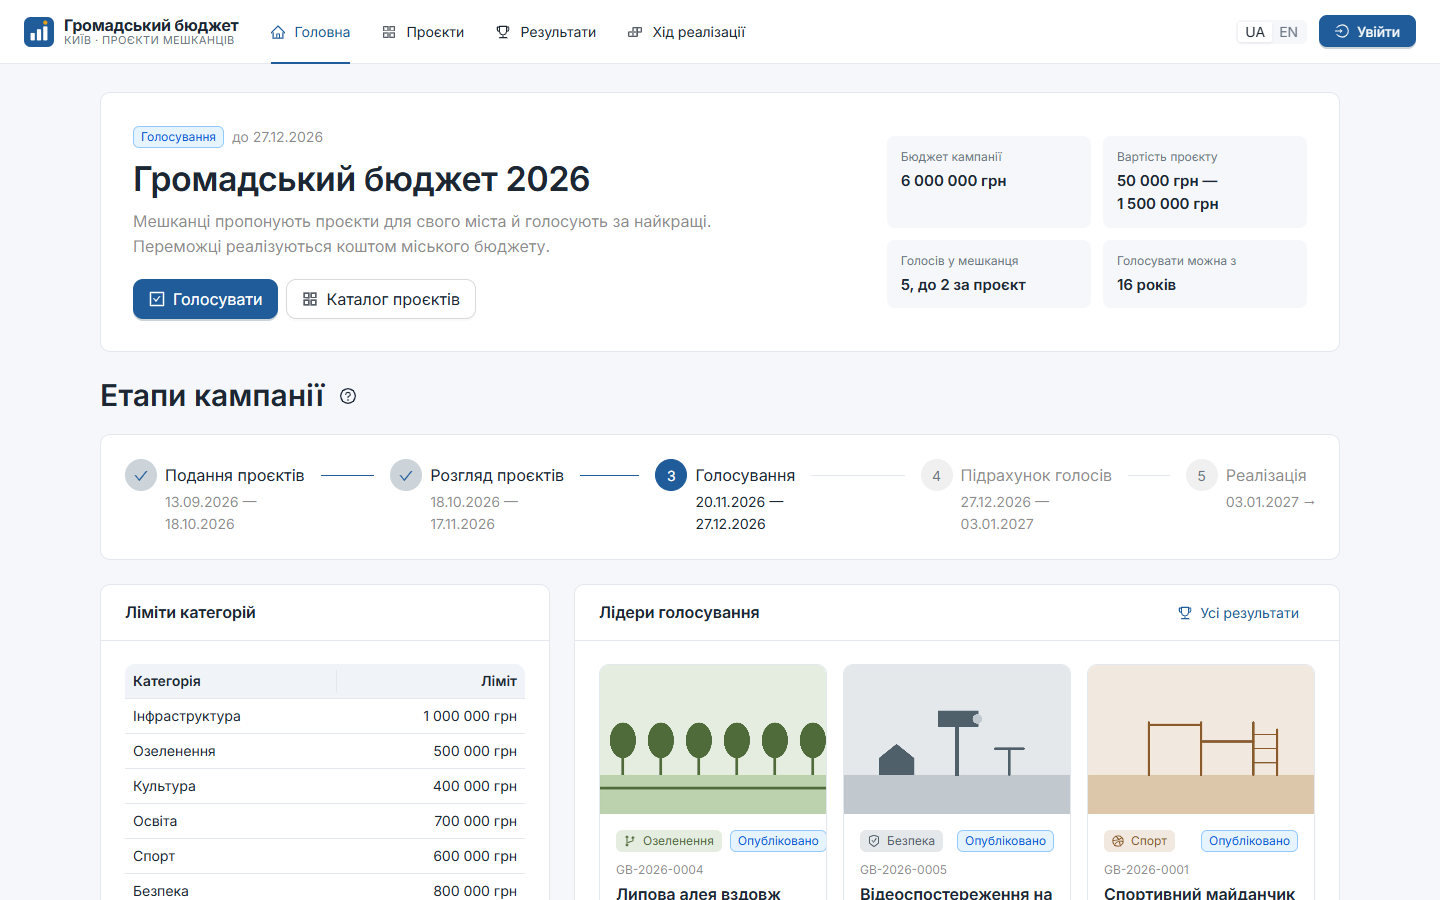 Громадський бюджет
КИЇВ · ПРОЄКТИ МЕШКАНЦІВ
Головна
Проєкти
Результати
Хід реалізації
UA EN
Увійти
Голосування до 27.12.2026
Громадський бюджет 2026
Мешканці пропонують проєкти для свого міста й голосують за найкращі.
Переможці реалізуються коштом міського бюджету.
Голосувати
Каталог проєктів
Бюджет кампанії
6 000 000 грн
Вартість проєкту
50 000 грн —
1 500 000 грн
Голосів у мешканця
5, до 2 за проєкт
Голосувати можна з
16 років
Етапи кампанії
Подання проєктів
13.09.2026 —
18.10.2026
Розгляд проєктів
18.10.2026 —
17.11.2026
3 Голосування
20.11.2026 —
27.12.2026
4 Підрахунок голосів
27.12.2026 —
03.01.2027
5 Реалізація
03.01.2027 →
Ліміти категорій
Категорія Ліміт
Інфраструктура 1 000 000 грн
Озеленення 500 000 грн
Культура 400 000 грн
Освіта 700 000 грн
Спорт 600 000 грн
Безпека 800 000 грн
Лідери голосування
Усі результати
Озеленення Опубліковано
GB-2026-0004
Липова алея вздовж
Безпека Опубліковано
GB-2026-0005
Відеоспостереження на
Спорт Опубліковано
GB-2026-0001
Спортивний майданчик